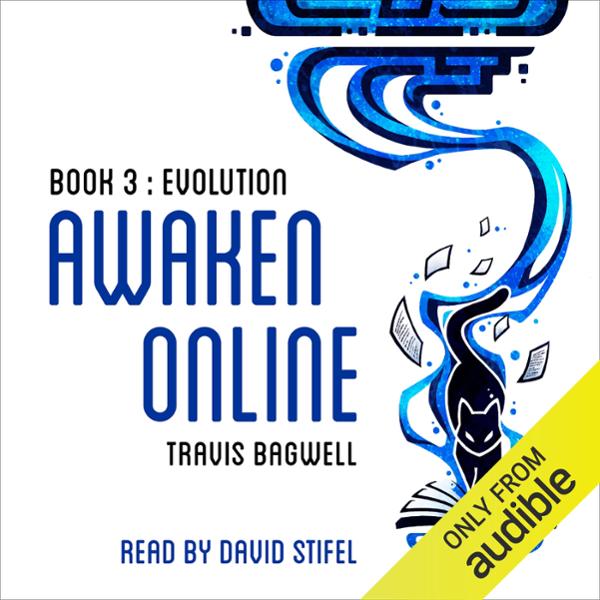 BOOK 3 : EVOLUTION
AWAKEN
ONLINE
TRAVIS BAGWELL
READ BY DAVID STIFEL
ONLY FROM
audible